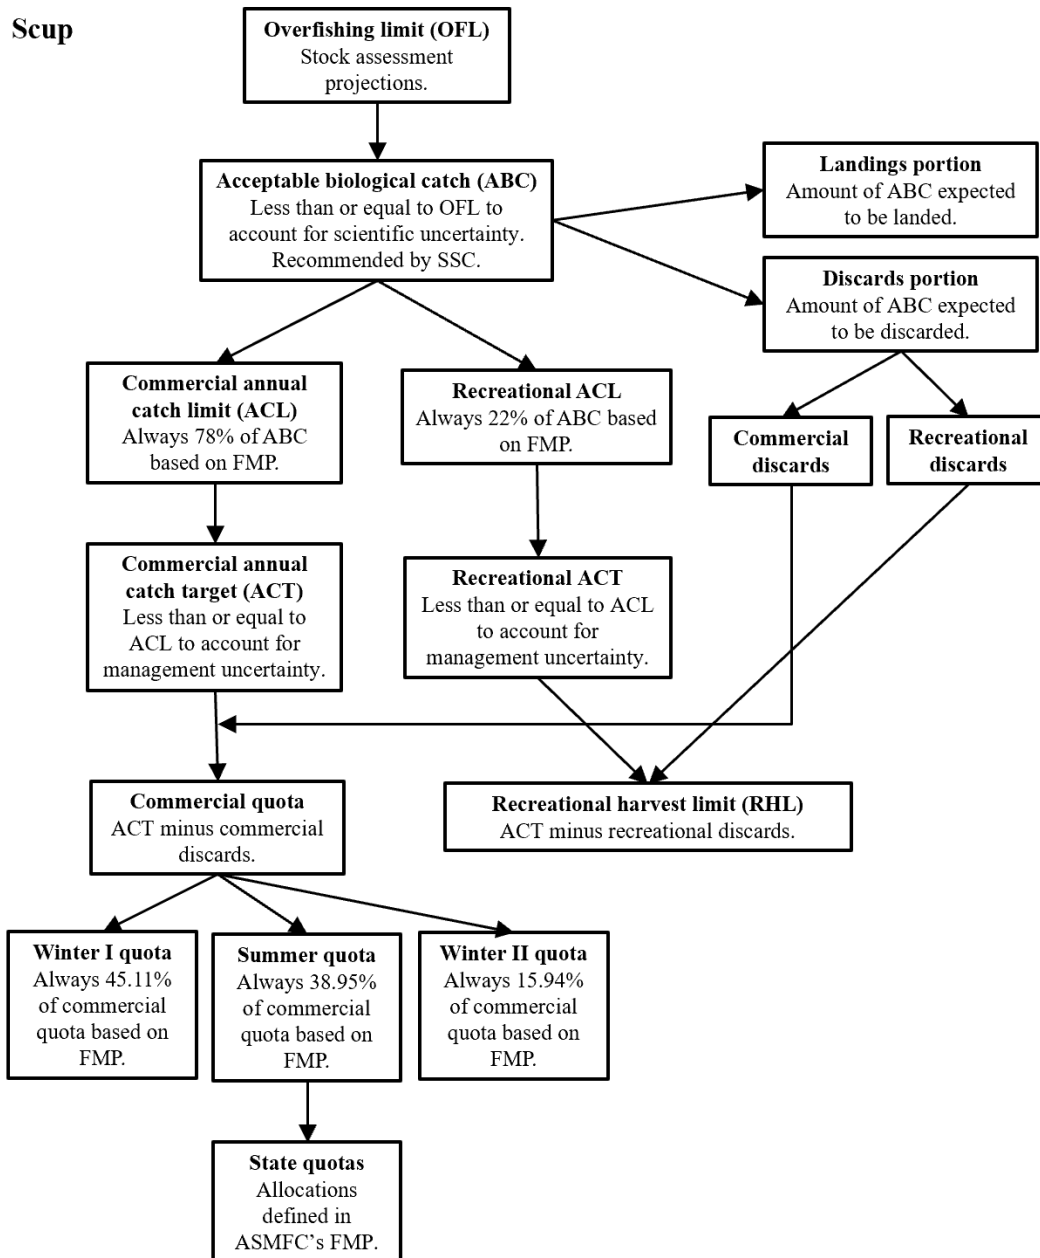 Scup
Overfishing limit (OFL)
Stock assessment
projections.
Acceptable biological catch (ABC)
Less than or equal to OFL to
account for scientific uncertainty.
Recommended by SSC.
Landings portion
Amount of ABC expected
to be landed.
Discards portion
Amount of ABC expected
to be discarded.
Commercial annual
catch limit (ACL)
Always 78% of ABC
based on FMP.
Recreational ACL
Always 22% of ABC based
on FMP.
Commercial
discards
Recreational
discards
Commercial annual
catch target (ACT)
Less than or equal to
ACL to account for
management uncertainty.
Recreational ACT
Less than or equal to ACL
to account for
management uncertainty.
Commercial quota
ACT minus commercial
discards.
Recreational harvest limit (RHL)
ACT minus recreational discards.
Winter I quota
Always 45.11%
of commercial
quota based on
FMP.
Summer quota
Always 38.95%
of commercial
quota based on
FMP.
Winter II quota
Always 15.94%
of commercial
quota based on
FMP.
State quotas
Allocations
defined in
ASMFC’s FMP.